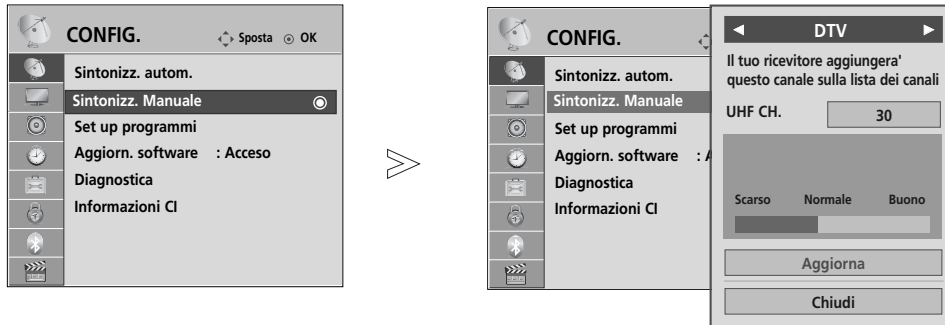 CONFIG.
Sposta OK
Sintonizz. autom.
Sintonizz. Manuale
Set up programmi
Aggiorn. software : Acceso
Diagnostica
Informazioni CI
CONFIG.
Sintonizz. autom.
Sintonizz. Manuale
Set up programmi
Aggiorn. software :
Diagnostica
Informazioni CI
DTV
Il tuo ricevitore aggiungera'
questo canale sulla lista dei canali
UHF CH. 30
Scarso Normale Buono
Aggiorna
Chiudi